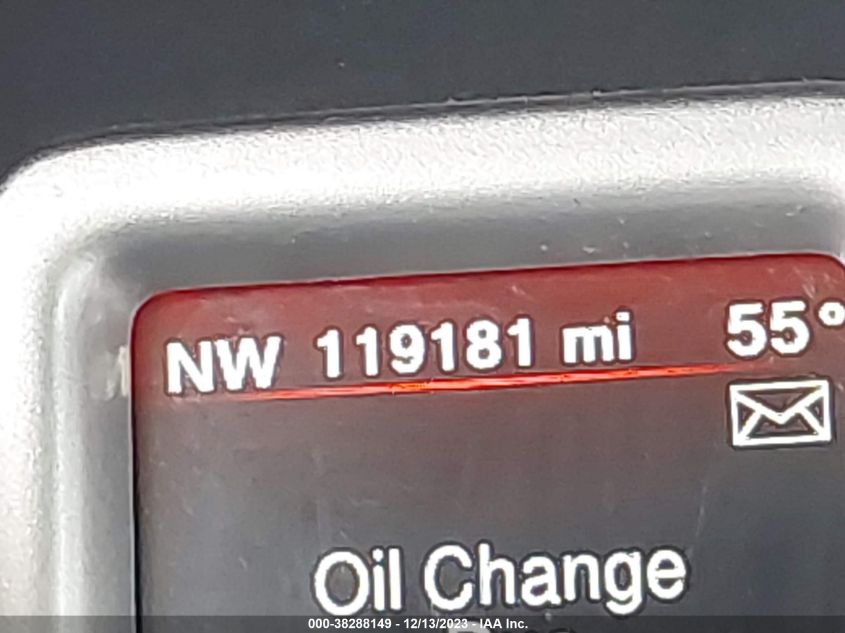 NW 119181 mi 55°
Oil Change
000-38288149 - 12/13/2023 - IAA Inc.